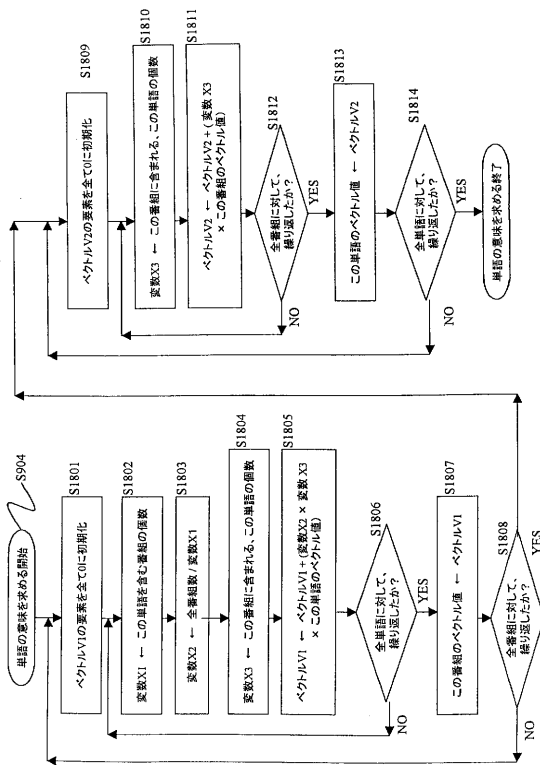 単語の意味を求める開始
S904
S1801
ベクトルV1の要素を全て0に初期化
S1802
変数X1 ← この単語を含む番組の個数
S1803
変数X2 ← 全番組数 / 変数X1
S1804
変数X3 ← この番組に含まれる、この単語の個数
S1805
ベクトルV1 ← ベクトルV1+(変数X2 × 変数X3
× この単語のベクトル値)
S1806
全単語に対して、
繰り返したか?
NO
YES
S1807
この番組のベクトル値 ← ベクトルV1
S1808
全番組に対して、
繰り返したか?
NO
YES
S1809
ベクトルV2の要素を全て0に初期化
S1810
変数X3 ← この番組に含まれる、この単語の個数
S1811
ベクトルV2 ← ベクトルV2+(変数X3
× この番組のベクトル値)
S1812
全番組に対して、
繰り返したか?
NO
YES
S1813
この単語のベクトル値 ← ベクトルV2
S1814
全単語に対して、
繰り返したか?
NO
YES
単語の意味を求める終了